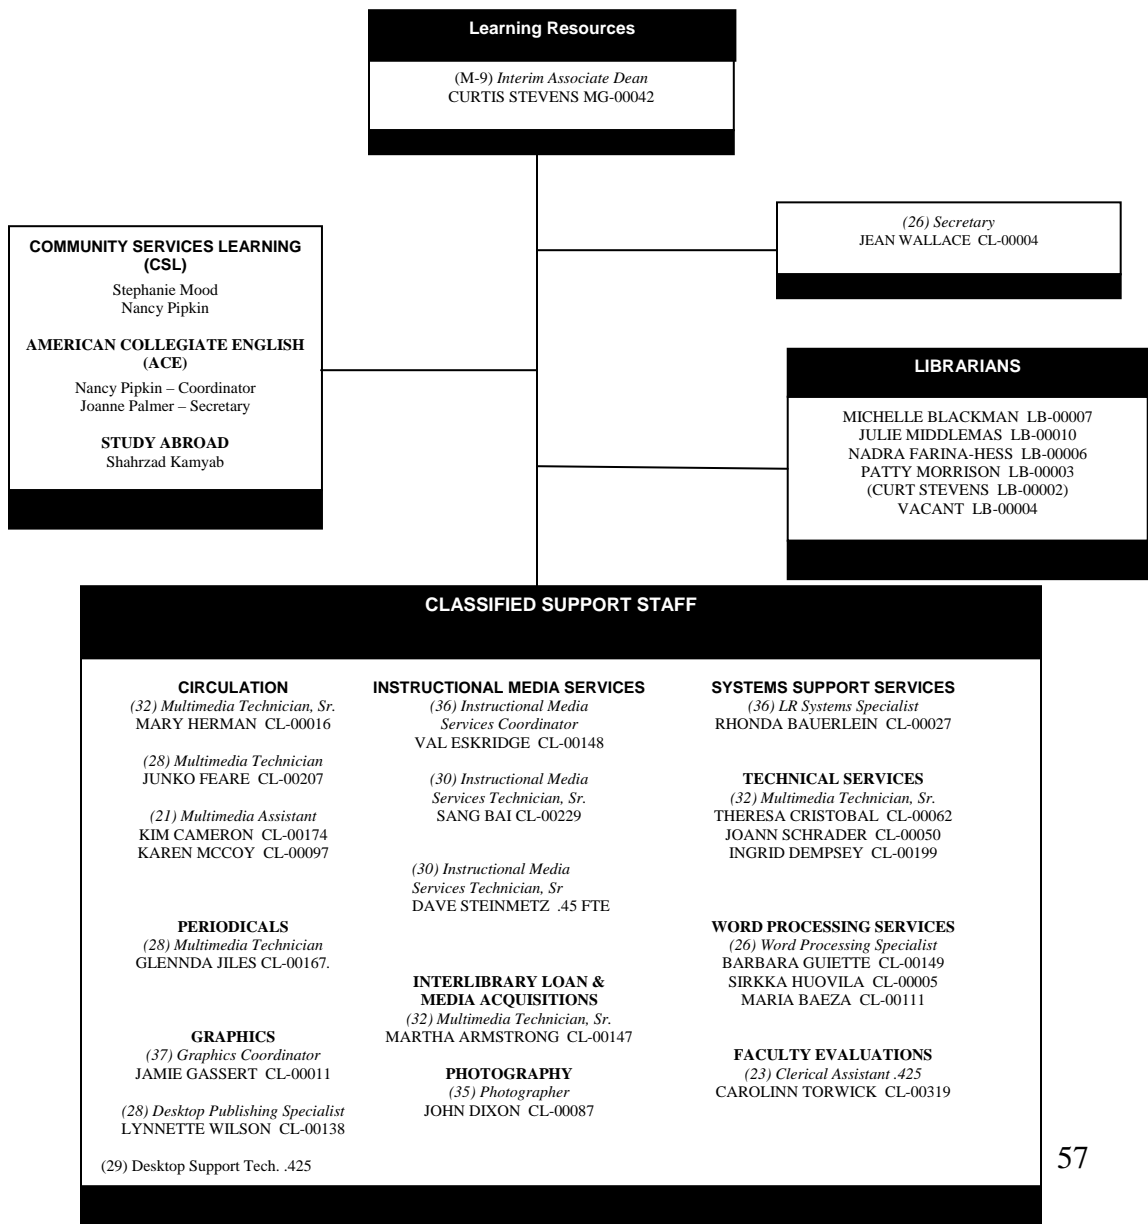 Learning Resources
(M-9) Interim Associate Dean
CURTIS STEVENS MG-00042
(26) Secretary
JEAN WALLACE CL-00004
COMMUNITY SERVICES LEARNING
(CSL)
Stephanie Mood
Nancy Pipkin
AMERICAN COLLEGIATE ENGLISH
(ACE)
Nancy Pipkin – Coordinator
Joanne Palmer – Secretary
STUDY ABROAD
Shahrzad Kamyab
LIBRARIANS
MICHELLE BLACKMAN LB-00007
JULIE MIDDLEMAS LB-00010
NADRA FARINA-HESS LB-00006
PATTY MORRISON LB-00003
(CURT STEVENS LB-00002)
VACANT LB-00004
CLASSIFIED SUPPORT STAFF
CIRCULATION
(32) Multimedia Technician, Sr.
MARY HERMAN CL-00016
(28) Multimedia Technician
JUNKO FEARE CL-00207
(21) Multimedia Assistant
KIM CAMERON CL-00174
KAREN MCCOY CL-00097
PERIODICALS
(28) Multimedia Technician
GLENNDA JILES CL-00167.
GRAPHICS
(37) Graphics Coordinator
JAMIE GASSERT CL-00011
(28) Desktop Publishing Specialist
LYNNETTE WILSON CL-00138
(29) Desktop Support Tech. .425
INSTRUCTIONAL MEDIA SERVICES
(36) Instructional Media
Services Coordinator
VAL ESKRIDGE CL-00148
(30) Instructional Media
Services Technician, Sr.
SANG BAI CL-00229
(30) Instructional Media
Services Technician, Sr
DAVE STEINMETZ .45 FTE
INTERLIBRARY LOAN &
MEDIA ACQUISITIONS
(32) Multimedia Technician, Sr.
MARTHA ARMSTRONG CL-00147
PHOTOGRAPHY
(35) Photographer
JOHN DIXON CL-00087
SYSTEMS SUPPORT SERVICES
(36) LR Systems Specialist
RHONDA BAUERLEIN CL-00027
TECHNICAL SERVICES
(32) Multimedia Technician, Sr.
THERESA CRISTOBAL CL-00062
JOANN SCHRADER CL-00050
INGRID DEMPSEY CL-00199
WORD PROCESSING SERVICES
(26) Word Processing Specialist
BARBARA GUIETTE CL-00149
SIRKKA HUOVILA CL-00005
MARIA BAEZA CL-00111
FACULTY EVALUATIONS
(23) Clerical Assistant .425
CAROLINN TORWICK CL-00319
57